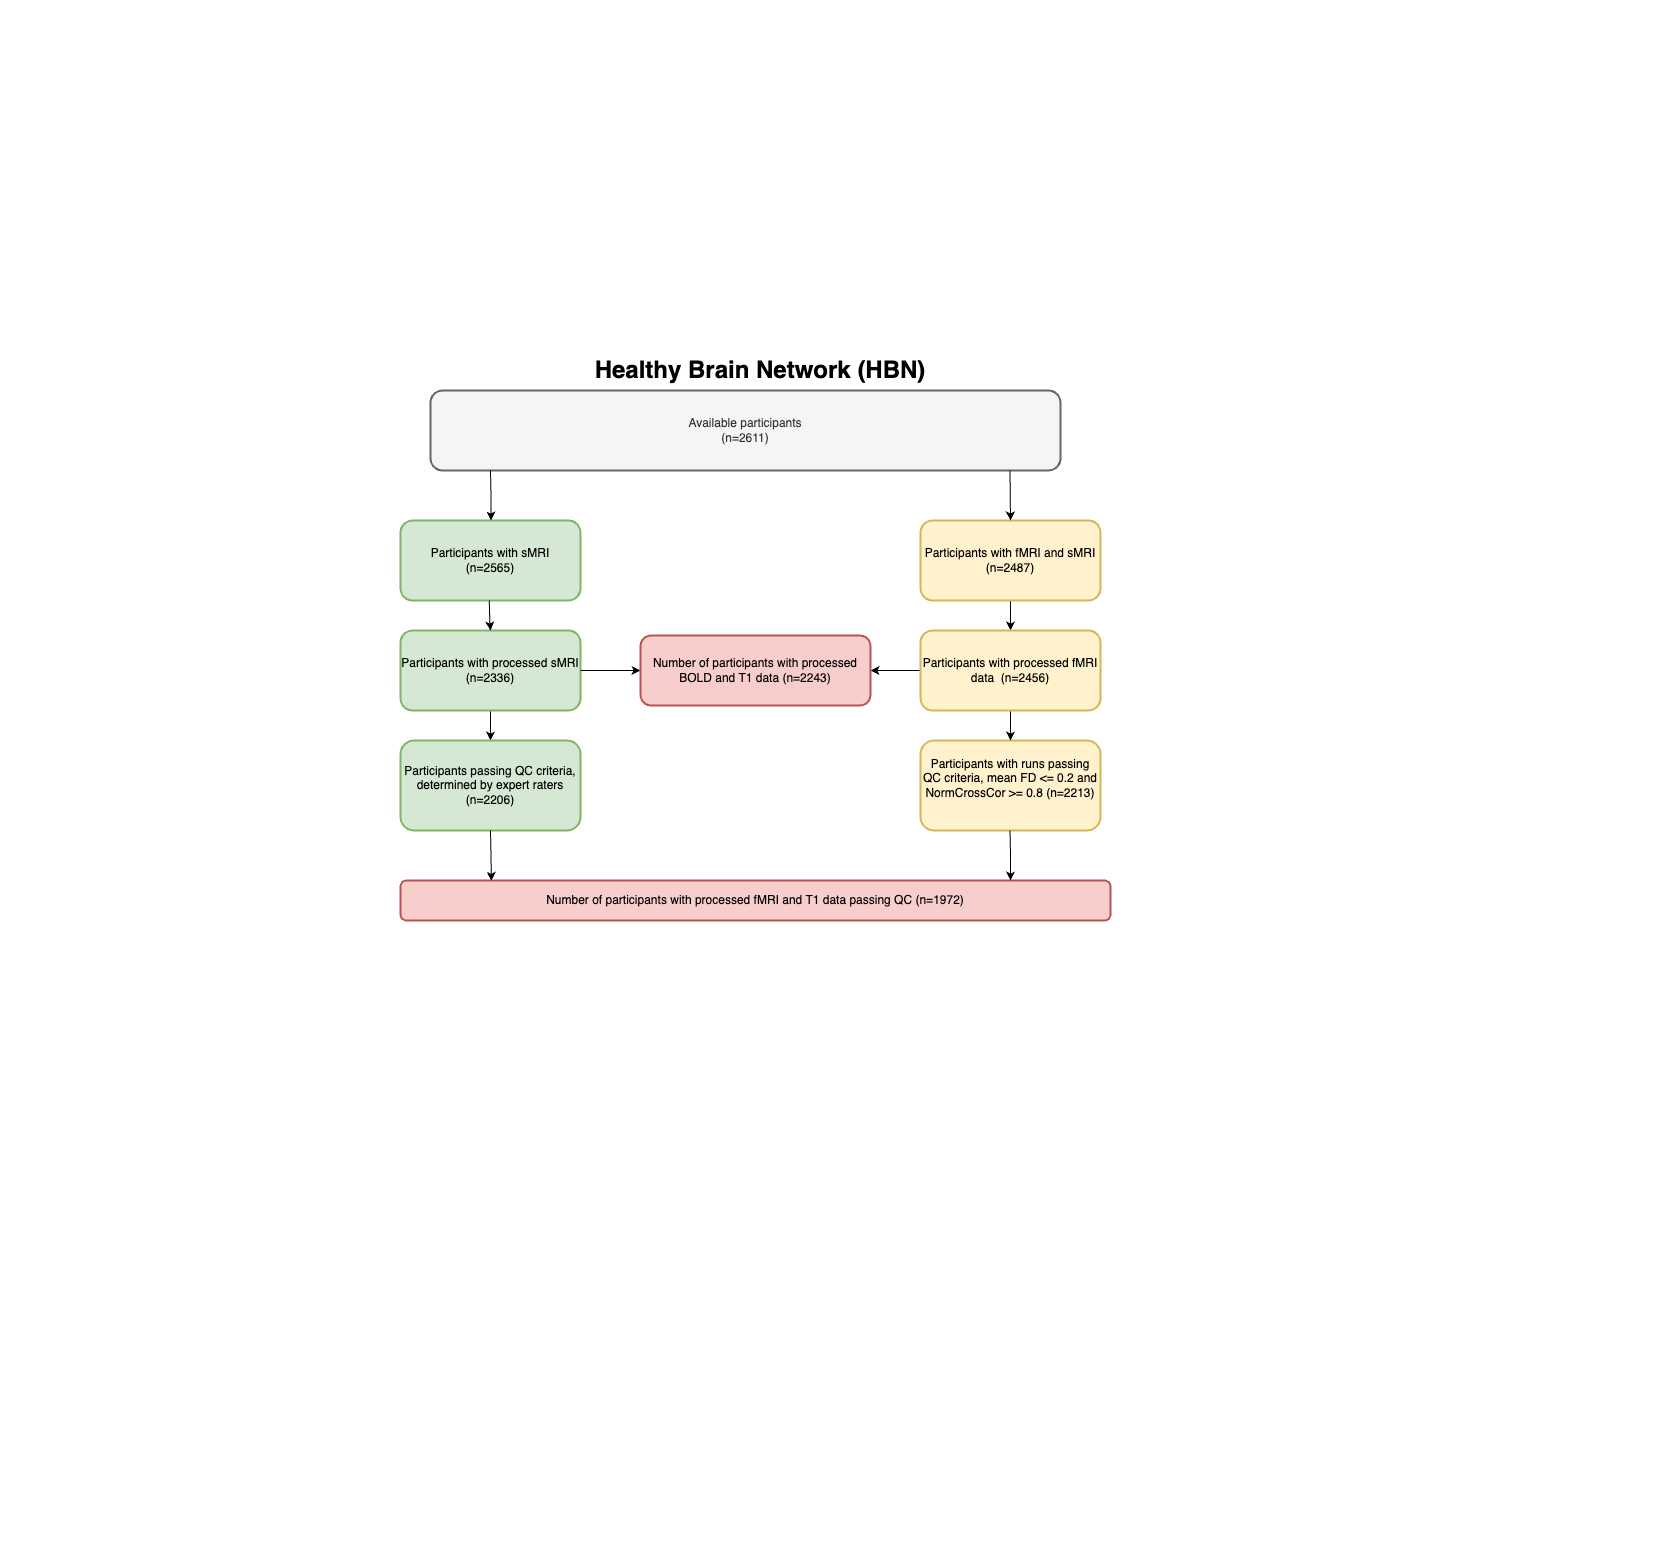 Healthy Brain Network (HBN)
Available participants
(n=2611)
Participants with sMRI
(n=2565)
Participants with fMRI and sMRI
(n=2487)
Participants with processed sMRI
(n=2336)
Number of participants with processed
BOLD and T1 data (n=2243)
Participants with processed fMRI
data (n=2456)
Participants passing QC criteria,
determined by expert raters
(n=2206)
Participants with runs passing
QC criteria, mean FD <= 0.2 and
NormCrossCor >= 0.8 (n=2213)
Number of participants with processed fMRI and T1 data passing QC (n=1972)